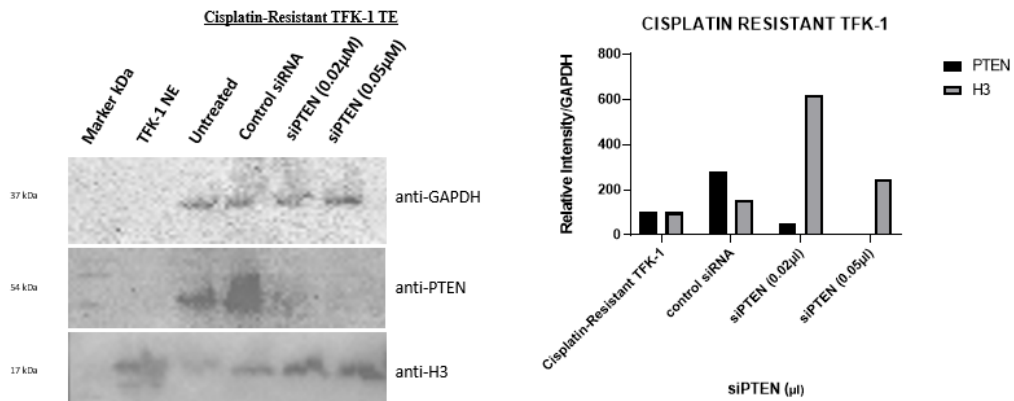 Cisplatin-Resistant TFK-1 TE
Marker kDa
TFK-1 NE
Untreated
Control siRNA
siPTEN (0.02µM)
siPTEN (0.05µM)
37 kDa
anti-GAPDH
54 kDa
anti-PTEN
17 kDa
anti-H3
CISPLATIN RESISTANT TFK-1
Relative Intensity/GAPDH
800
600
400
200
0
PTEN
H3
Cisplatin-Resistant TFK-1
control siRNA
siPTEN (0.02µl)
siPTEN (0.05µl)
siPTEN (µl)